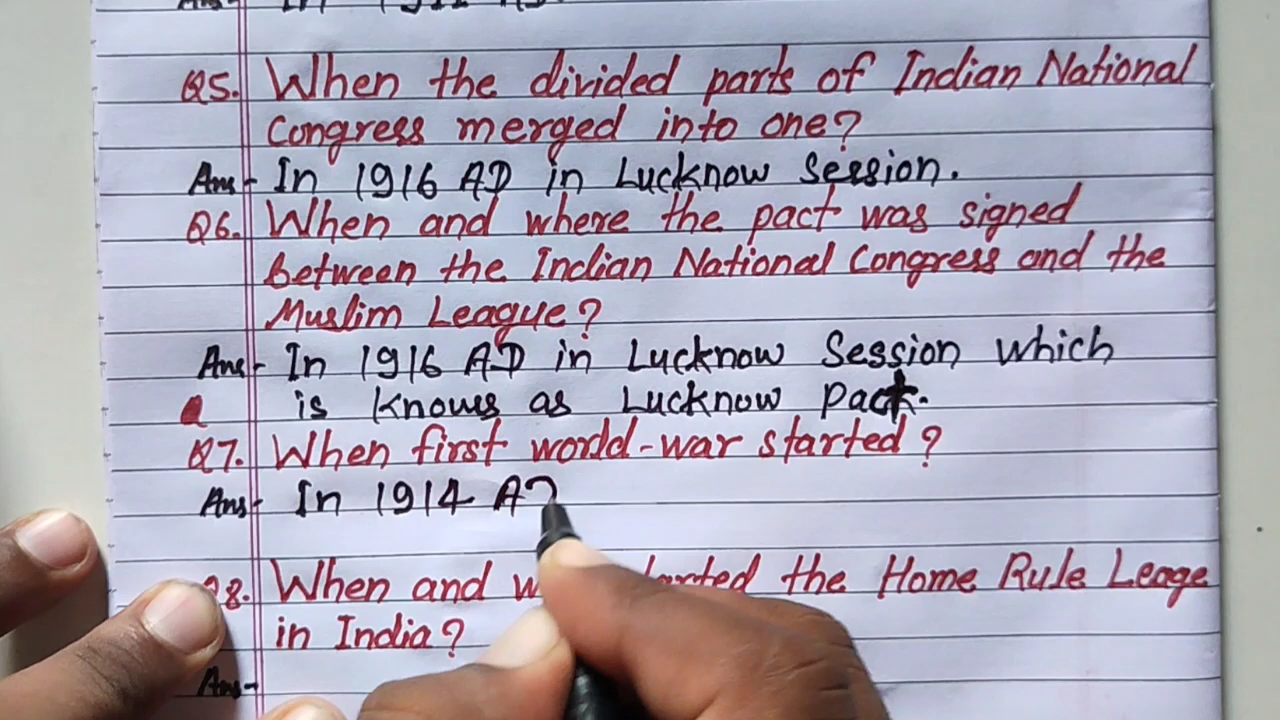 Q5. When the divided parts of Indian National
Congress merged into one?
Ans- In 1916 AD in Lucknow Session.
Q6. When and where the pact was signed
between the Indian National Congress and the
Muslim League?
Ans- In 1916 AD in Lucknow Session which
is knows as Lucknow Pact.
Q7. When first world-war started?
Ans- In 1914 A
Q8. When and the Home Rule Leage
in India?
Ans-